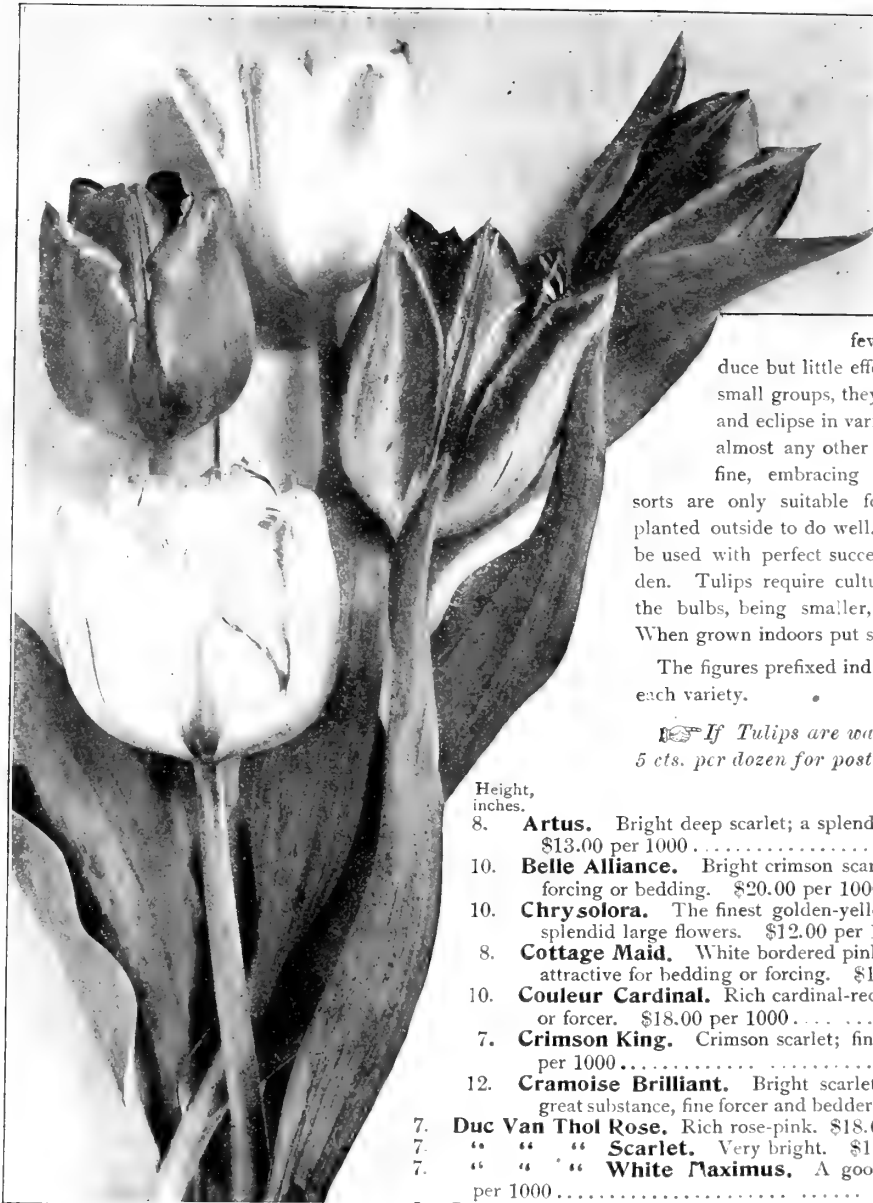 few
duce but little effe
small groups, they
and eclipse in vari
almost any other
fine, embracing
sorts are only suitable fo
planted outside to do well.
be used with perfect succe
den. Tulips require cultu
the bulbs, being smaller,
When grown indoors put s
The figures prefixed ind
each variety.
☞ If Tulips are wa
5 cts. per dozen for post
Height,
inches.
8. Artus. Bright deep scarlet; a splend
$13.00 per 1000 ..................
10. Belle Alliance. Bright crimson scar
forcing or bedding. $20.00 per 100
10. Chrysolora. The finest golden-yell
splendid large flowers. $12.00 per
8. Cottage Maid. White bordered pink
attractive for bedding or forcing. $1
10. Couleur Cardinal. Rich cardinal-red
or forcer. $18.00 per 1000 .... ....
7. Crimson King. Crimson scarlet; fin
per 1000 ..........................
12. Cramoise Brilliant. Bright scarlet
great substance, fine forcer and bedder
7. Duc Van Thol Rose. Rich rose-pink. $18.
7. “ “ “ Scarlet. Very bright. $1
7. “ “ “ White Maximus. A goo
per 1000 ..........................